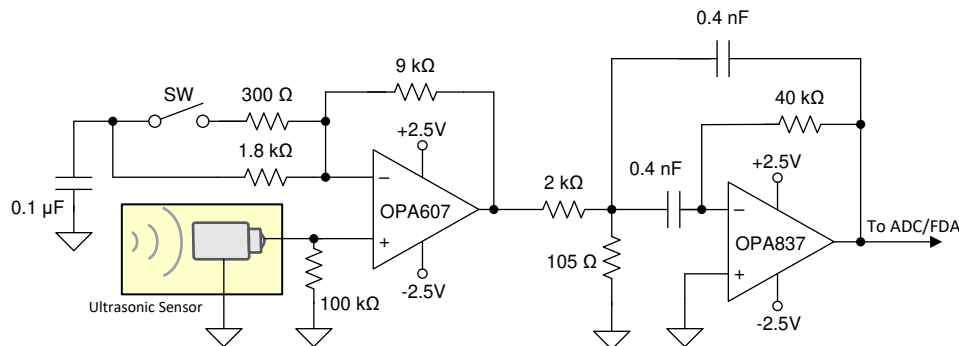 0.4 nF
9 kΩ
SW
300 Ω
40 kΩ
+2.5V
+2.5V
1.8 kΩ
0.4 nF
2 kΩ
−
OPA607
−
OPA837
0.1 µF
To ADC/FDA
+
105 Ω
+
-2.5V
100 kΩ
-2.5V
Ultrasonic Sensor